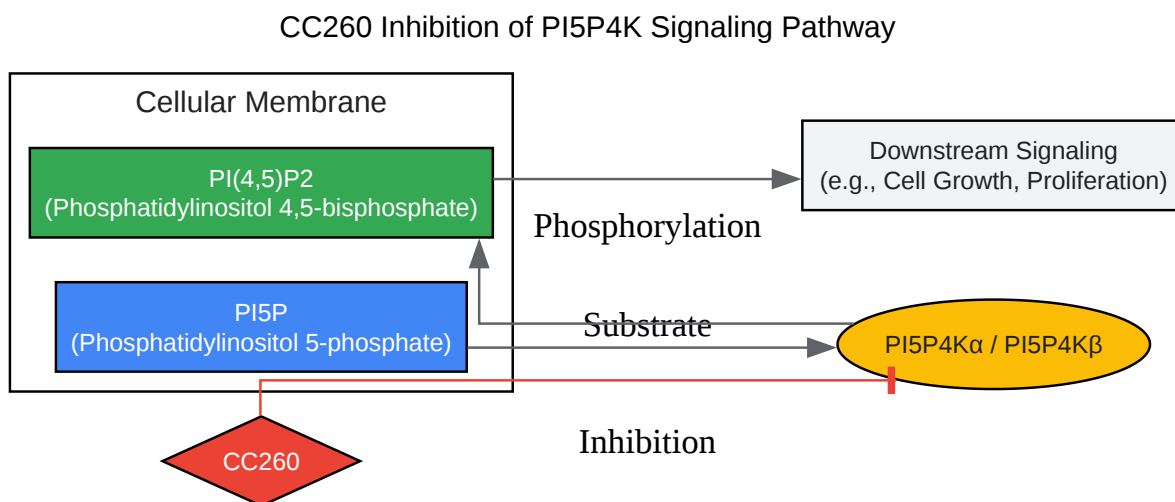 CC260 Inhibition of PI5P4K Signaling Pathway
Cellular Membrane
PI(4,5)P2
(Phosphatidylinositol 4,5-bisphosphate)
Downstream Signaling
(e.g., Cell Growth, Proliferation)
Phosphorylation
PI5P
(Phosphatidylinositol 5-phosphate)
Substrate
PI5P4Kα / PI5P4Kβ
Inhibition
CC260